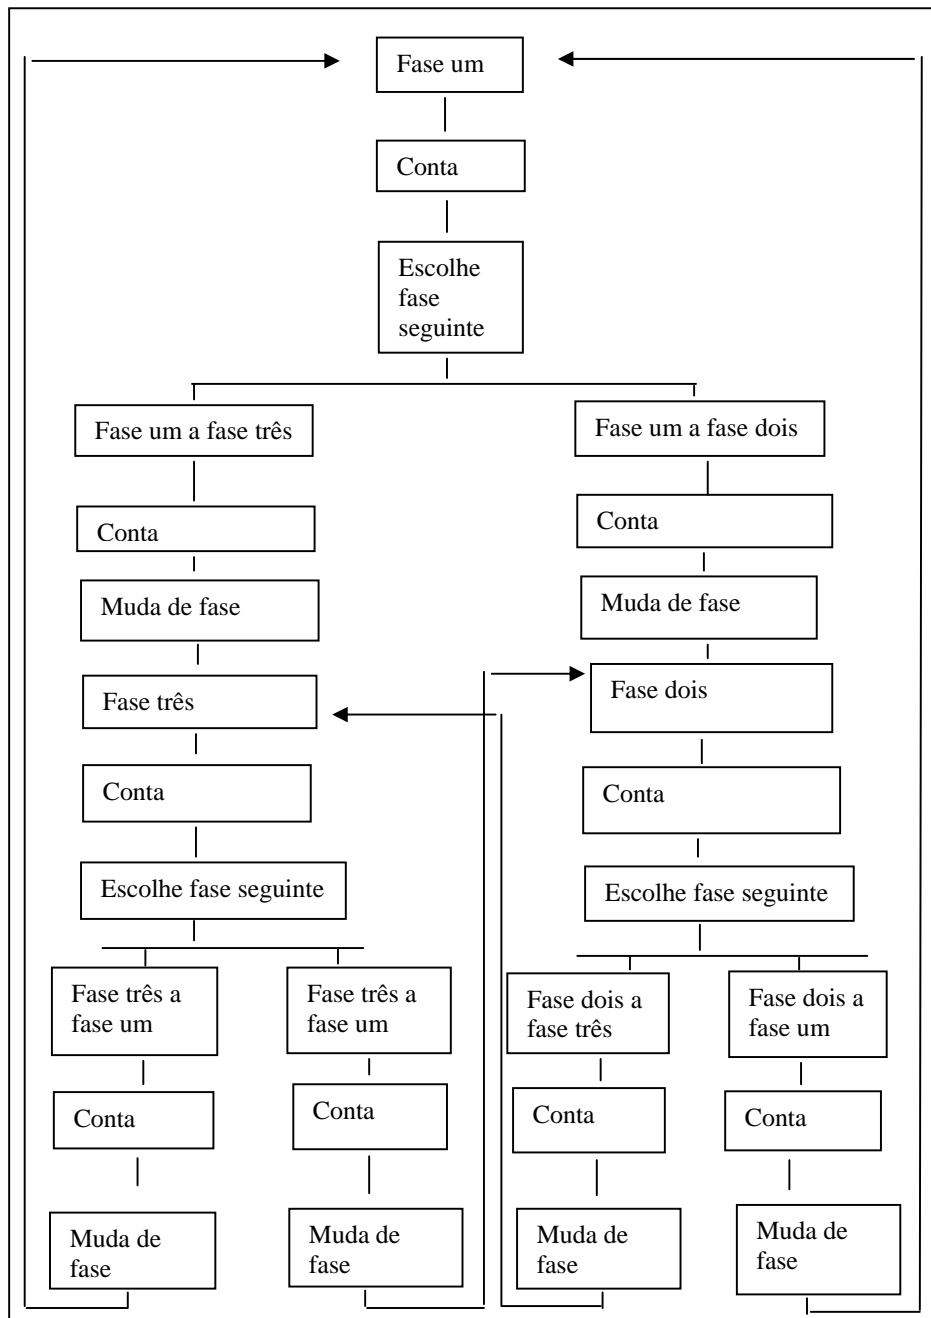 Fase um
Conta
Escolhe
fase
seguinte
Fase um a fase três
Fase um a fase dois
Conta
Conta
Muda de fase
Muda de fase
Fase três
Fase dois
Conta
Conta
Escolhe fase seguinte
Escolhe fase seguinte
Fase três a
fase um
Fase três a
fase um
Fase dois a
fase três
Fase dois a
fase um
Conta
Conta
Conta
Conta
Muda de
fase
Muda de
fase
Muda de
fase
Muda de
fase